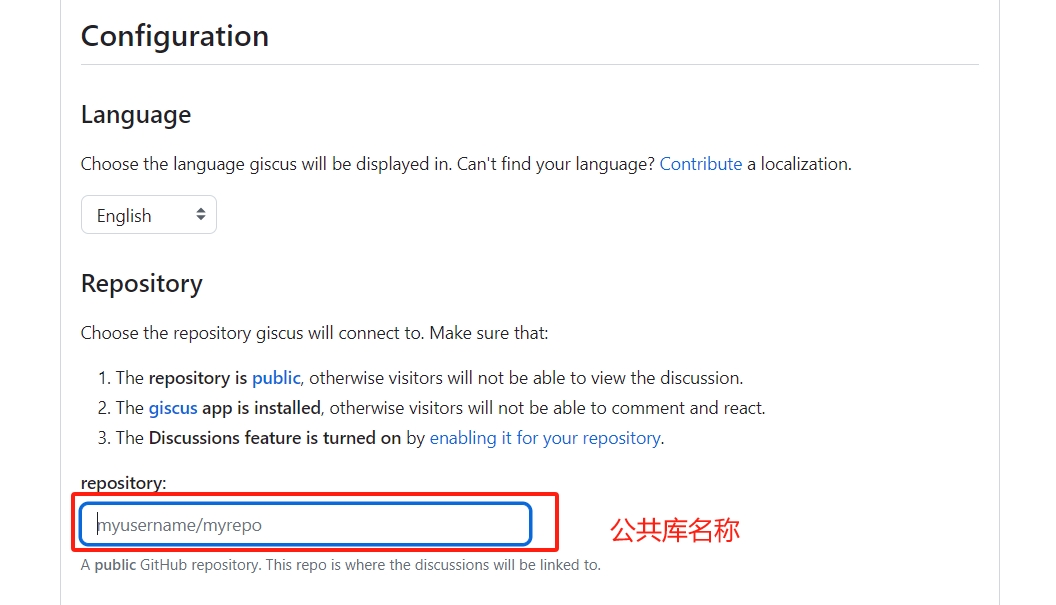 Configuration
Language
Choose the language giscus will be displayed in. Can't find your language? Contribute a localization.
English
Repository
Choose the repository giscus will connect to. Make sure that:
1. The repository is public, otherwise visitors will not be able to view the discussion.
2. The giscus app is installed, otherwise visitors will not be able to comment and react.
3. The Discussions feature is turned on by enabling it for your repository.
repository:
myusername/myrepo
公共库名称
A public GitHub repository. This repo is where the discussions will be linked to.